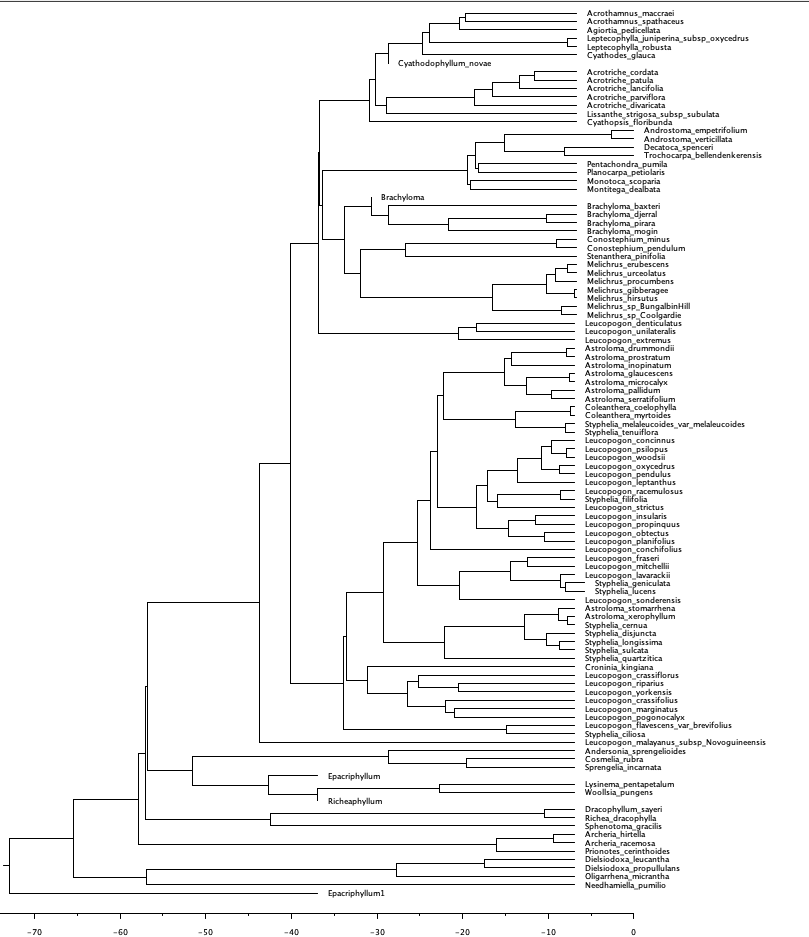 Acrothamnus_maccraei
Acrothamnus_spathaceus
Agiortia_pedicellata
Leptecophylla_juniperina_subsp_oxycedrus
Leptecophylla_robusta
Cyathodes_glauca
Cyathodophyllum_novae
Acrotriche_cordata
Acrotriche_patula
Acrotriche_lancifolia
Acrotriche_parviflora
Acrotriche_divaricata
Lissanthe_strigosa_subsp_subulata
Cyathopsis_floribunda
Androstoma_empetrifolium
Androstoma_verticillata
Decatoca_spenceri
Trochocarpa_bellendenkerensis
Pentachondra_pumila
Planocarpa_petiolaris
Monotoca_scoparia
Montitega_dealbata
Brachyloma
Brachyloma_baxteri
Brachyloma_djerral
Brachyloma_pirara
Brachyloma_mogin
Conostephium_minus
Conostephium_pendulum
Stenanthera_pinifolia
Melichrus_erubescens
Melichrus_urceolatus
Melichrus_procumbens
Melichrus_gibberagee
Melichrus_hirsutus
Melichrus_sp_BungalbinHill
Melichrus_sp_Coolgardie
Leucopogon_denticulatus
Leucopogon_unilateralis
Leucopogon_extremus
Astroloma_drummondii
Astroloma_prostratum
Astroloma_inopinatum
Astroloma_glaucescens
Astroloma_microcalyx
Astroloma_pallidum
Astroloma_serratifolium
Coleanthera_coelophylla
Coleanthera_myrtoides
Styphelia_melaleucoides_var_melaleucoides
Styphelia_tenuiflora
Leucopogon_concinnus
Leucopogon_psilopus
Leucopogon_woodsii
Leucopogon_oxycedrus
Leucopogon_pendulus
Leucopogon_leptanthus
Leucopogon_racemulosus
Styphelia_filifolia
Leucopogon_strictus
Leucopogon_insularis
Leucopogon_propinquus
Leucopogon_obtectus
Leucopogon_planifolius
Leucopogon_conchifolius
Leucopogon_fraseri
Leucopogon_mitchellii
Leucopogon_lavarackii
Styphelia_geniculata
Styphelia_lucens
Leucopogon_sonderensis
Astroloma_stomarrhena
Astroloma_xerophyllum
Styphelia_cernua
Styphelia_disjuncta
Styphelia_longissima
Styphelia_sulcata
Styphelia_quartzitica
Croninia_kingiana
Leucopogon_crassiflorus
Leucopogon_riparius
Leucopogon_yorkensis
Leucopogon_crassifolius
Leucopogon_marginatus
Leucopogon_pogonocalyx
Leucopogon_flavescens_var_brevifolius
Styphelia_ciliosa
Leucopogon_malayanus_subsp_Novoguineensis
Andersonia_sprengelioides
Cosmelia_rubra
Sprengelia_incarnata
Epacriphyllum
Lysinema_pentapetalum
Woollsia_pungens
Richeaphyllum
Dracophyllum_sayeri
Richea_dracophylla
Sphenotoma_gracilis
Archeria_hirtella
Archeria_racemosa
Prionotes_cerinthoides
Dielsiodoxa_leucantha
Dielsiodoxa_propullulans
Oligarrhena_micrantha
Needhamiella_pumilio
Epacriphyllum1
-70 -60 -50 -40 -30 -20 -10 0